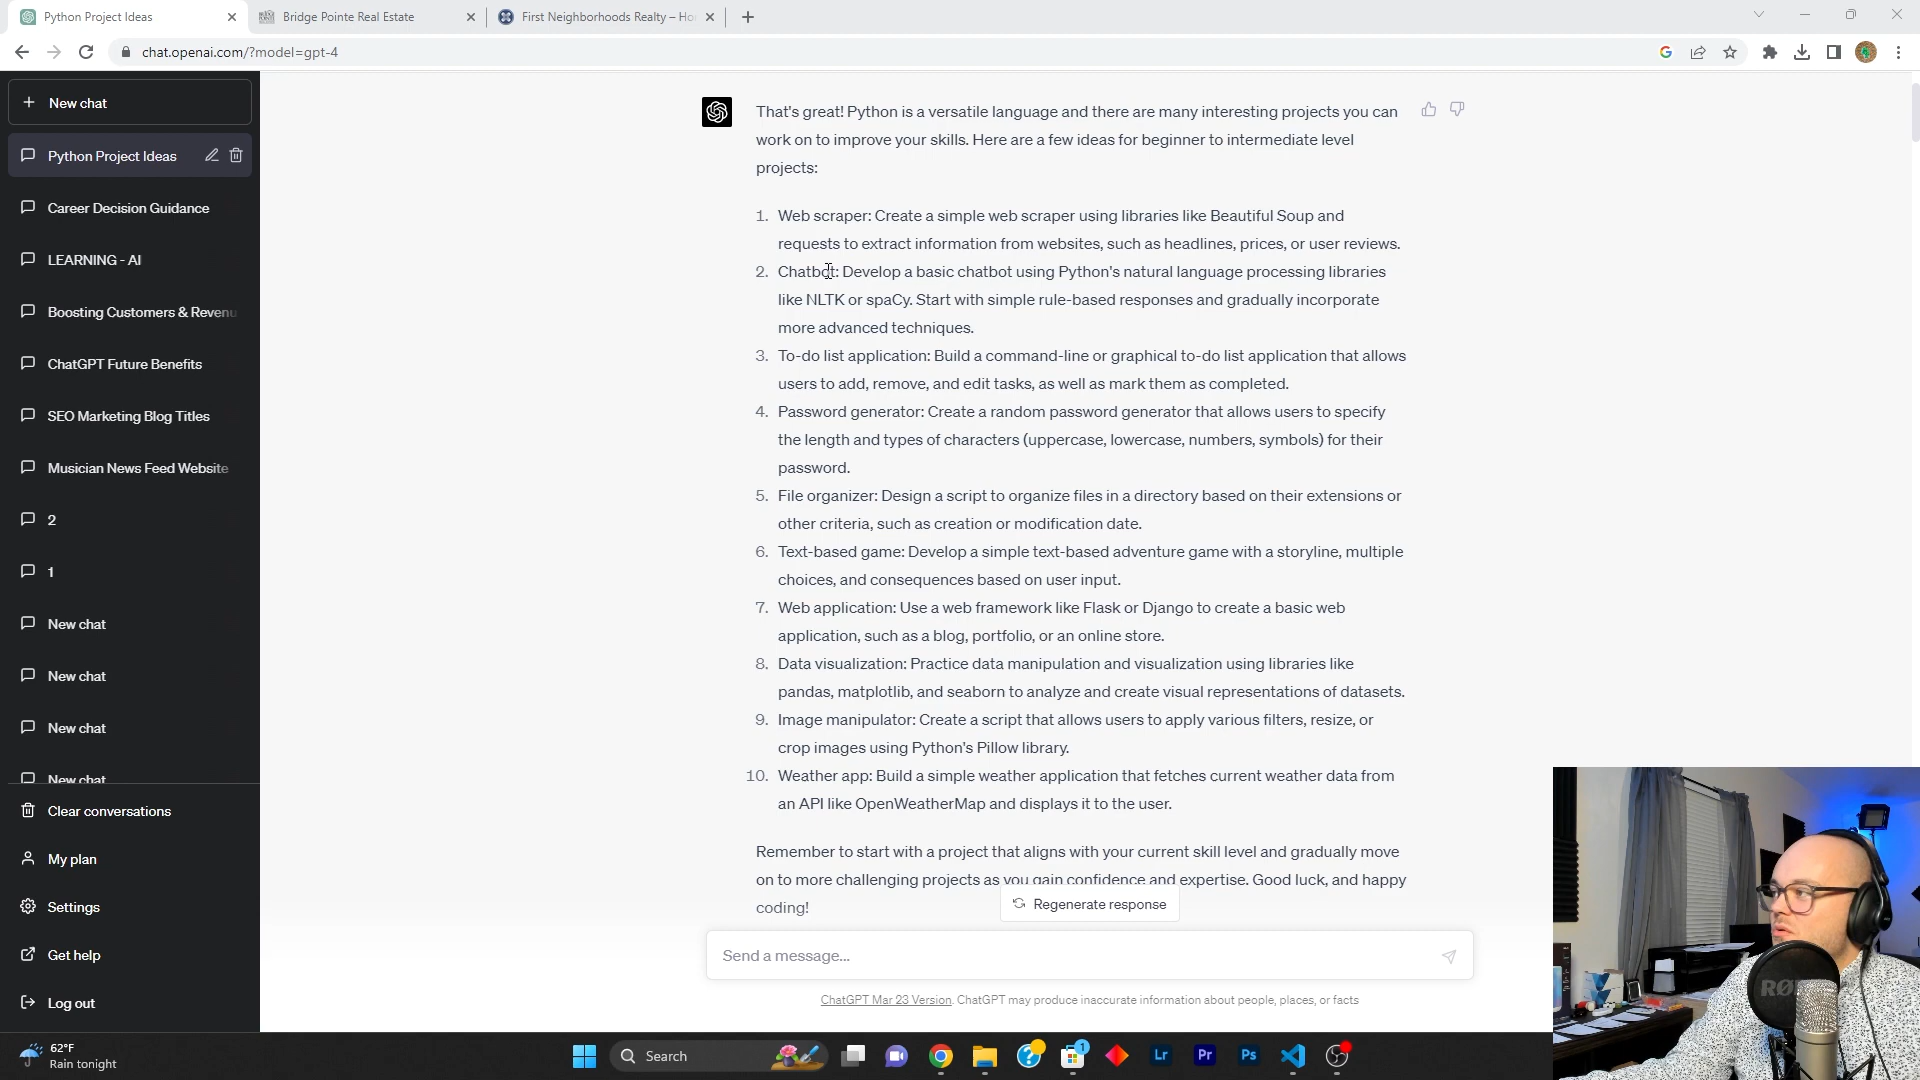 Python Project Ideas
Bridge Pointe Real Estate
First Neighborhoods Realty – Ho
chat.openai.com/?model=gpt-4
New chat
Python Project Ideas
Career Decision Guidance
LEARNING - AI
Boosting Customers & Revenu
ChatGPT Future Benefits
SEO Marketing Blog Titles
Musician News Feed Website
2
1
New chat
New chat
New chat
New chat
Clear conversations
My plan
Settings
Get help
Log out
That's great! Python is a versatile language and there are many interesting projects you can
work on to improve your skills. Here are a few ideas for beginner to intermediate level
projects:
1. Web scraper: Create a simple web scraper using libraries like Beautiful Soup and
requests to extract information from websites, such as headlines, prices, or user reviews.
2. Chatbot: Develop a basic chatbot using Python's natural language processing libraries
like NLTK or spaCy. Start with simple rule-based responses and gradually incorporate
more advanced techniques.
3. To-do list application: Build a command-line or graphical to-do list application that allows
users to add, remove, and edit tasks, as well as mark them as completed.
4. Password generator: Create a random password generator that allows users to specify
the length and types of characters (uppercase, lowercase, numbers, symbols) for their
password.
5. File organizer: Design a script to organize files in a directory based on their extensions or
other criteria, such as creation or modification date.
6. Text-based game: Develop a simple text-based adventure game with a storyline, multiple
choices, and consequences based on user input.
7. Web application: Use a web framework like Flask or Django to create a basic web
application, such as a blog, portfolio, or an online store.
8. Data visualization: Practice data manipulation and visualization using libraries like
pandas, matplotlib, and seaborn to analyze and create visual representations of datasets.
9. Image manipulator: Create a script that allows users to apply various filters, resize, or
crop images using Python's Pillow library.
10. Weather app: Build a simple weather application that fetches current weather data from
an API like OpenWeatherMap and displays it to the user.
Remember to start with a project that aligns with your current skill level and gradually move
on to more challenging projects as you gain confidence and expertise. Good luck, and happy
coding!
Regenerate response
Send a message...
ChatGPT Mar 23 Version. ChatGPT may produce inaccurate information about people, places, or facts
62°F
Rain tonight
Search
1
Lr
Pr
Ps